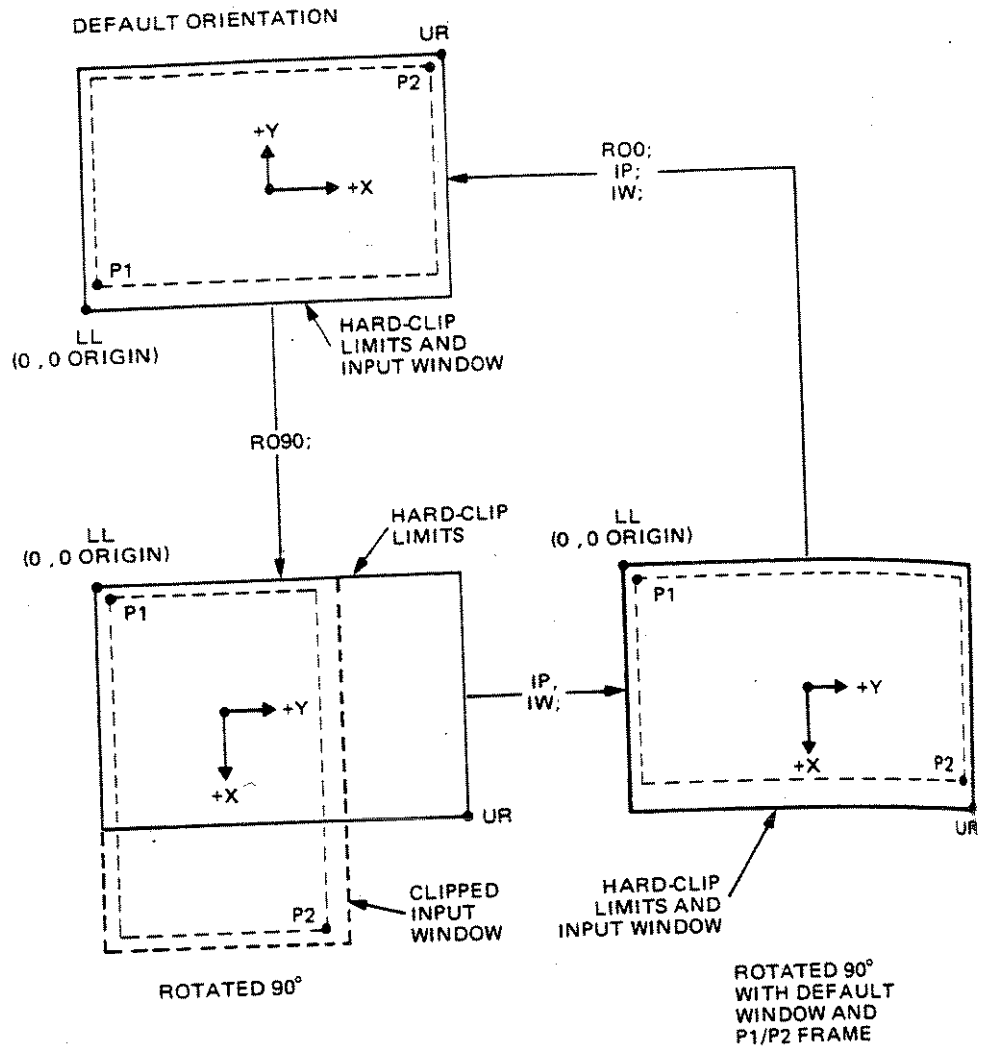 DEFAULT ORIENTATION
UR
P2
+Y
+X
P1
LL
(0 , 0 ORIGIN)
HARD-CLIP
LIMITS AND
INPUT WINDOW
RO0;
IP;
IW;
RO90;
LL
(0 , 0 ORIGIN)
HARD-CLIP
LIMITS
P1
+Y
+X
UR
P2
CLIPPED
INPUT
WINDOW
ROTATED 90°
IP,
IW;
LL
(0 , 0 ORIGIN)
P1
+Y
+X
P2
UR
HARD-CLIP
LIMITS AND
INPUT WINDOW
ROTATED 90°
WITH DEFAULT
WINDOW AND
P1/P2 FRAME